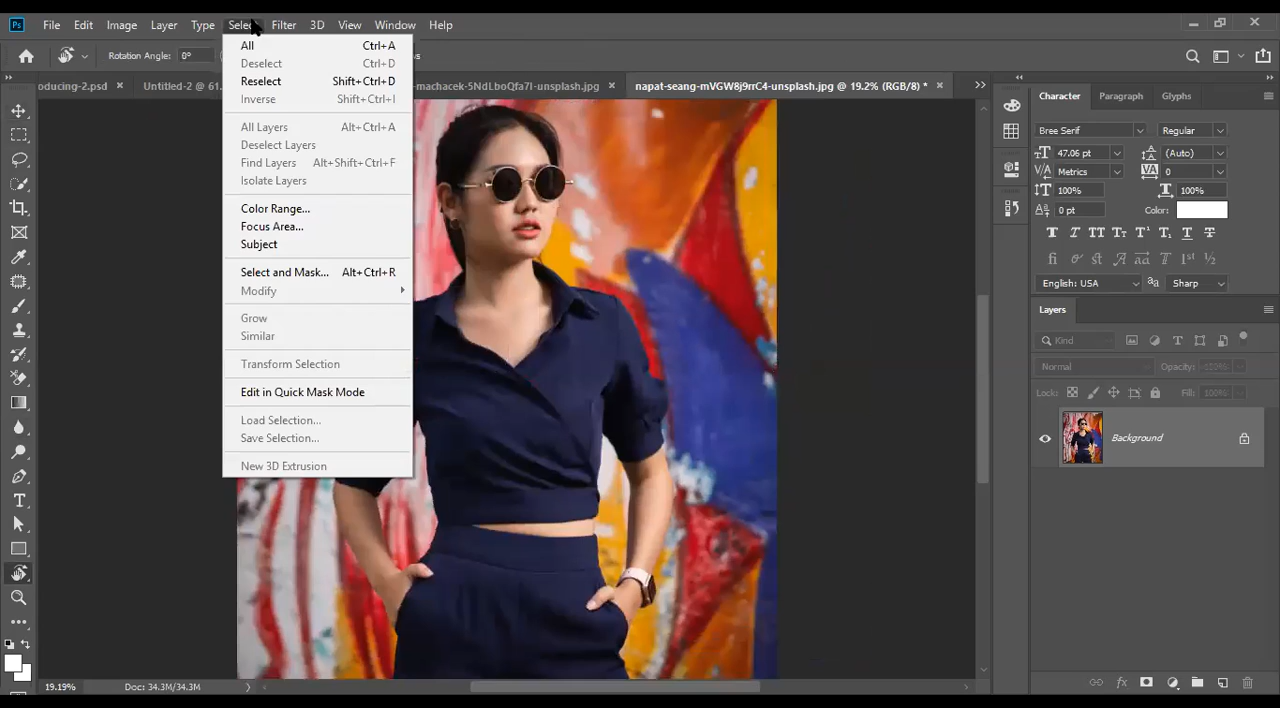 Ps File Edit Image Layer Type Select Filter 3D View Window Help
Rotation Angle: 0°
oducing-2.psd × Untitled-2 @ 61. -machacek-5NdLboQfa7I-unsplash.jpg × napat-seang-mVGW8j9rrC4-unsplash.jpg @ 19.2% (RGB/8) * ×
All Ctrl+A
Deselect Ctrl+D
Reselect Shift+Ctrl+D
Inverse Shift+Ctrl+I
All Layers Alt+Ctrl+A
Deselect Layers
Find Layers Alt+Shift+Ctrl+F
Isolate Layers
Color Range...
Focus Area...
Subject
Select and Mask... Alt+Ctrl+R
Modify
Grow
Similar
Transform Selection
Edit in Quick Mask Mode
Load Selection...
Save Selection...
New 3D Extrusion
Character Paragraph Glyphs
Bree Serif Regular
47.06 pt (Auto)
Metrics 0
100% 100%
0 pt Color:
English: USA Sharp
Layers
Kind
Normal Opacity: 100%
Lock: Fill: 100%
Background
19.19% Doc: 34.3M/34.3M